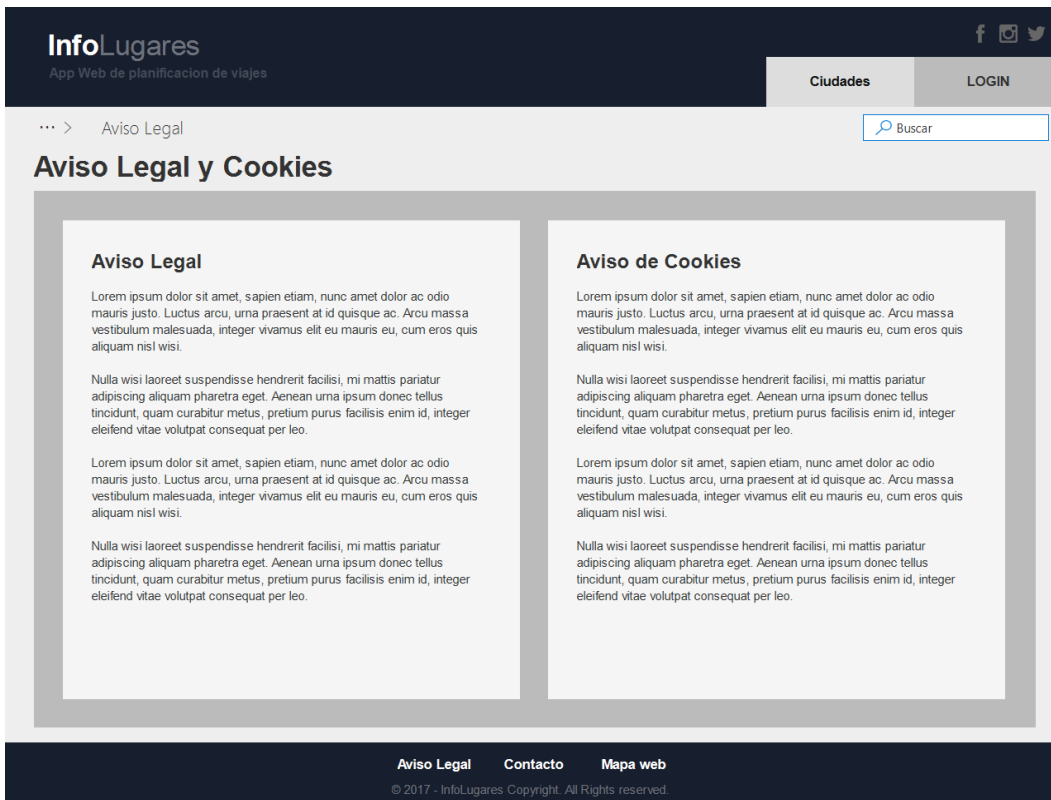 InfoLugares
App Web de planificacion de viajes
Ciudades LOGIN
... > Aviso Legal Buscar
Aviso Legal y Cookies
Aviso Legal
Lorem ipsum dolor sit amet, sapien etiam, nunc amet dolor ac odio
mauris justo. Luctus arcu, urna praesent at id quisque ac. Arcu massa
vestibulum malesuada, integer vivamus elit eu mauris eu, cum eros quis
aliquam nisl wisi.
Nulla wisi laoreet suspendisse hendrerit facilisi, mi mattis pariatur
adipiscing aliquam pharetra eget. Aenean urna ipsum donec tellus
tincidunt, quam curabitur metus, pretium purus facilisis enim id, integer
eleifend vitae volutpat consequat per leo.
Lorem ipsum dolor sit amet, sapien etiam, nunc amet dolor ac odio
mauris justo. Luctus arcu, urna praesent at id quisque ac. Arcu massa
vestibulum malesuada, integer vivamus elit eu mauris eu, cum eros quis
aliquam nisl wisi.
Nulla wisi laoreet suspendisse hendrerit facilisi, mi mattis pariatur
adipiscing aliquam pharetra eget. Aenean urna ipsum donec tellus
tincidunt, quam curabitur metus, pretium purus facilisis enim id, integer
eleifend vitae volutpat consequat per leo.
Aviso de Cookies
Lorem ipsum dolor sit amet, sapien etiam, nunc amet dolor ac odio
mauris justo. Luctus arcu, urna praesent at id quisque ac. Arcu massa
vestibulum malesuada, integer vivamus elit eu mauris eu, cum eros quis
aliquam nisl wisi.
Nulla wisi laoreet suspendisse hendrerit facilisi, mi mattis pariatur
adipiscing aliquam pharetra eget. Aenean urna ipsum donec tellus
tincidunt, quam curabitur metus, pretium purus facilisis enim id, integer
eleifend vitae volutpat consequat per leo.
Lorem ipsum dolor sit amet, sapien etiam, nunc amet dolor ac odio
mauris justo. Luctus arcu, urna praesent at id quisque ac. Arcu massa
vestibulum malesuada, integer vivamus elit eu mauris eu, cum eros quis
aliquam nisl wisi.
Nulla wisi laoreet suspendisse hendrerit facilisi, mi mattis pariatur
adipiscing aliquam pharetra eget. Aenean urna ipsum donec tellus
tincidunt, quam curabitur metus, pretium purus facilisis enim id, integer
eleifend vitae volutpat consequat per leo.
Aviso Legal Contacto Mapa web
© 2017 - InfoLugares Copyright. All Rights reserved.